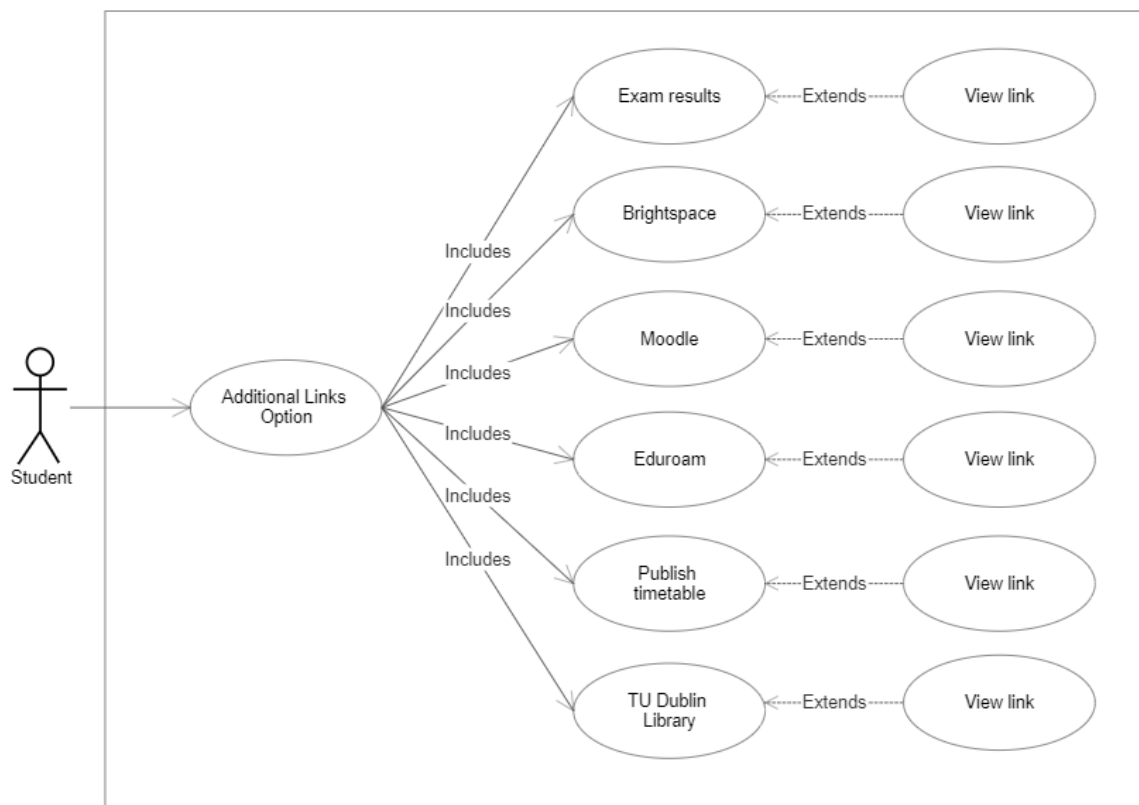 Exam results
Extends
View link
Brightspace
Extends
View link
Includes
Includes
Moodle
Extends
View link
Includes
Additional Links
Option
Student
Includes
Eduroam
Extends
View link
Includes
Publish
timetable
Extends
View link
Includes
TU Dublin
Library
Extends
View link